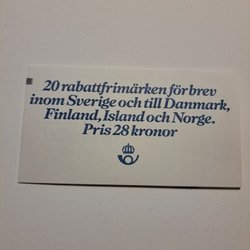 20 rabattfrimärken för brev
inom Sverige och till Danmark,
Finland, Island och Norge.
Pris 28 kronor